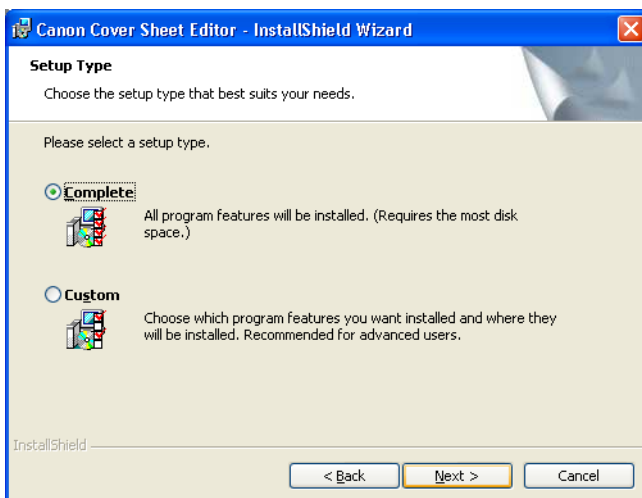 Canon Cover Sheet Editor - InstallShield Wizard
Setup Type
Choose the setup type that best suits your needs.
Please select a setup type.
Complete
All program features will be installed. (Requires the most disk
space.)
Custom
Choose which program features you want installed and where they
will be installed. Recommended for advanced users.
InstallShield
< Back Next > Cancel